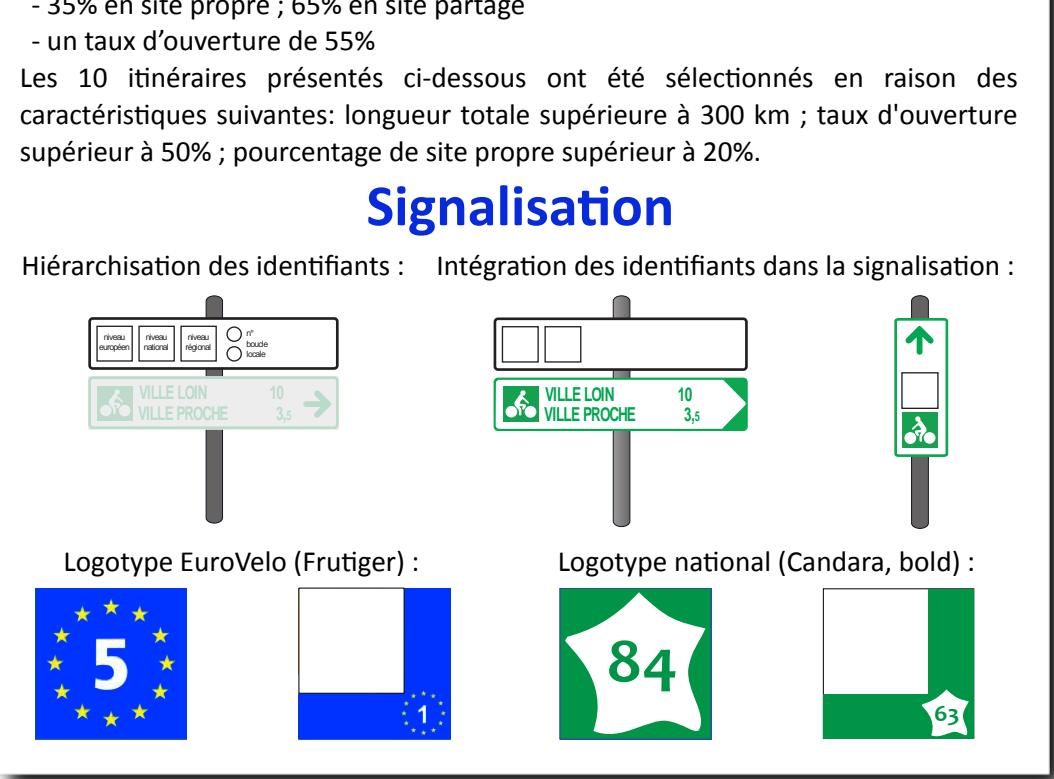 - 35% en site propre ; 65% en site partagé
- un taux d'ouverture de 55%
Les 10 itinéraires présentés ci-dessous ont été sélectionnés en raison des
caractéristiques suivantes: longueur totale supérieure à 300 km ; taux d'ouverture
supérieur à 50% ; pourcentage de site propre supérieur à 20%.
Signalisation
Hiérarchisation des identifiants :
niveau
européen
niveau
national
niveau
régional
n°
boucle
locale
VILLE LOIN 10
VILLE PROCHE 3,5
Intégration des identifiants dans la signalisation :
VILLE LOIN 10
VILLE PROCHE 3,5
Logotype EuroVelo (Frutiger) :
5
1
Logotype national (Candara, bold) :
84
63